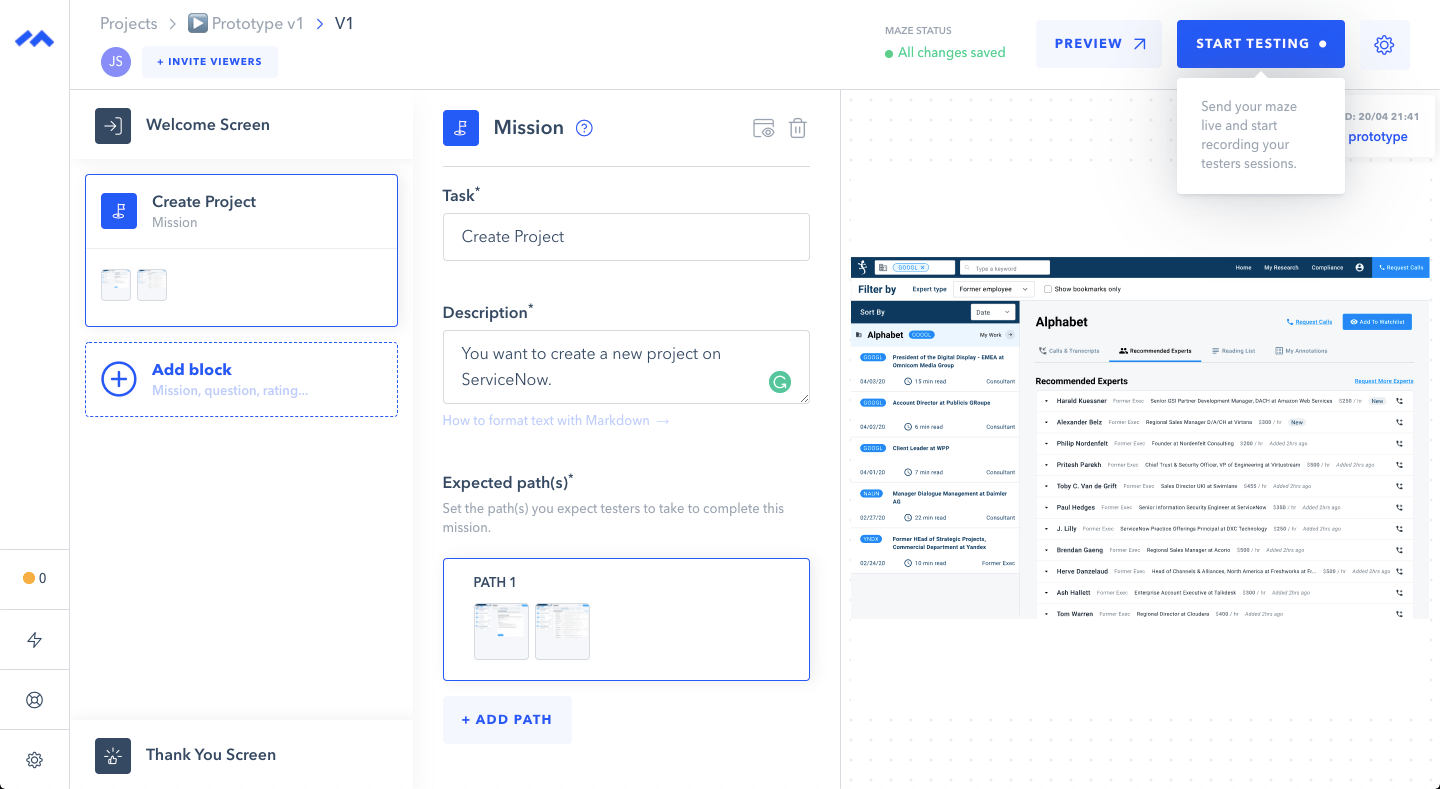 Projects > Prototype v1 > V1
JS
+ INVITE VIEWERS
MAZE STATUS
All changes saved
PREVIEW
START TESTING
Send your maze
live and start
recording your
testers sessions.
D: 20/04 21:41
prototype
Welcome Screen
Create Project
Mission
Add block
Mission, question, rating...
Thank You Screen
0
Mission
Task*
Create Project
Description*
You want to create a new project on
ServiceNow.
How to format text with Markdown →
Expected path(s)*
Set the path(s) you expect testers to take to complete this
mission.
PATH 1
+ ADD PATH
GOOGL ×
Type a keyword
Home
My Research
Compliance
Request Calls
Filter by
Expert type
Former employee
Show bookmarks only
Sort By
Date
Alphabet GOOGL
My Work
GOOGL President of the Digital Display - EMEA at
Omnicom Media Group
04/03/20 15 min read Consultant
GOOGL Account Director at Publicis GRoupe
04/02/20 6 min read Consultant
GOOGL Client Leader at WPP
04/01/20 7 min read Consultant
NAUN Manager Dialogue Management at Daimler
AG
02/27/20 22 min read Consultant
YNDX Former HEad of Strategic Projects,
Commercial Department at Yandex
02/24/20 10 min read Former Exec
Alphabet
Request Calls
Add To Watchlist
Calls & Transcripts
Recommended Experts
Reading List
My Annotations
Recommended Experts
Request More Experts
Harald Kuessner Former Exec Senior GSI Partner Development Manager, DACH at Amazon Web Services $250 / hr New
Alexander Belz Former Exec Regional Sales Manager D/A/CH at Virtana $300 / hr New
Philip Nordenfelt Former Exec Founder at Nordenfelt Consulting $200 / hr Added 2hrs ago
Pritesh Parekh Former Exec Chief Trust & Security Officer, VP of Engineering at Virtustream $500 / hr Added 2hrs ago
Toby C. Van de Grift Former Exec Sales Director UKI at Swimlane $455 / hr Added 2hrs ago
Paul Hedges Former Exec Senior Information Security Engineer at ServiceNow $350 / hr Added 2hrs ago
J. Lilly Former Exec ServiceNow Practice Offerings Principal at DXC Technology $250 / hr Added 2hrs ago
Brendan Gaeng Former Exec Regional Sales Manager at Acorio $500 / hr Added 2hrs ago
Herve Danzelaud Former Exec Head of Channels & Alliances, North America at Freshworks at Fr... $500 / hr Added 2hrs ago
Ash Hallett Former Exec Enterprise Account Executive at Talkdesk $300 / hr Added 2hrs ago
Tom Warren Former Exec Regional Director at Cloudera $400 / hr Added 2hrs ago